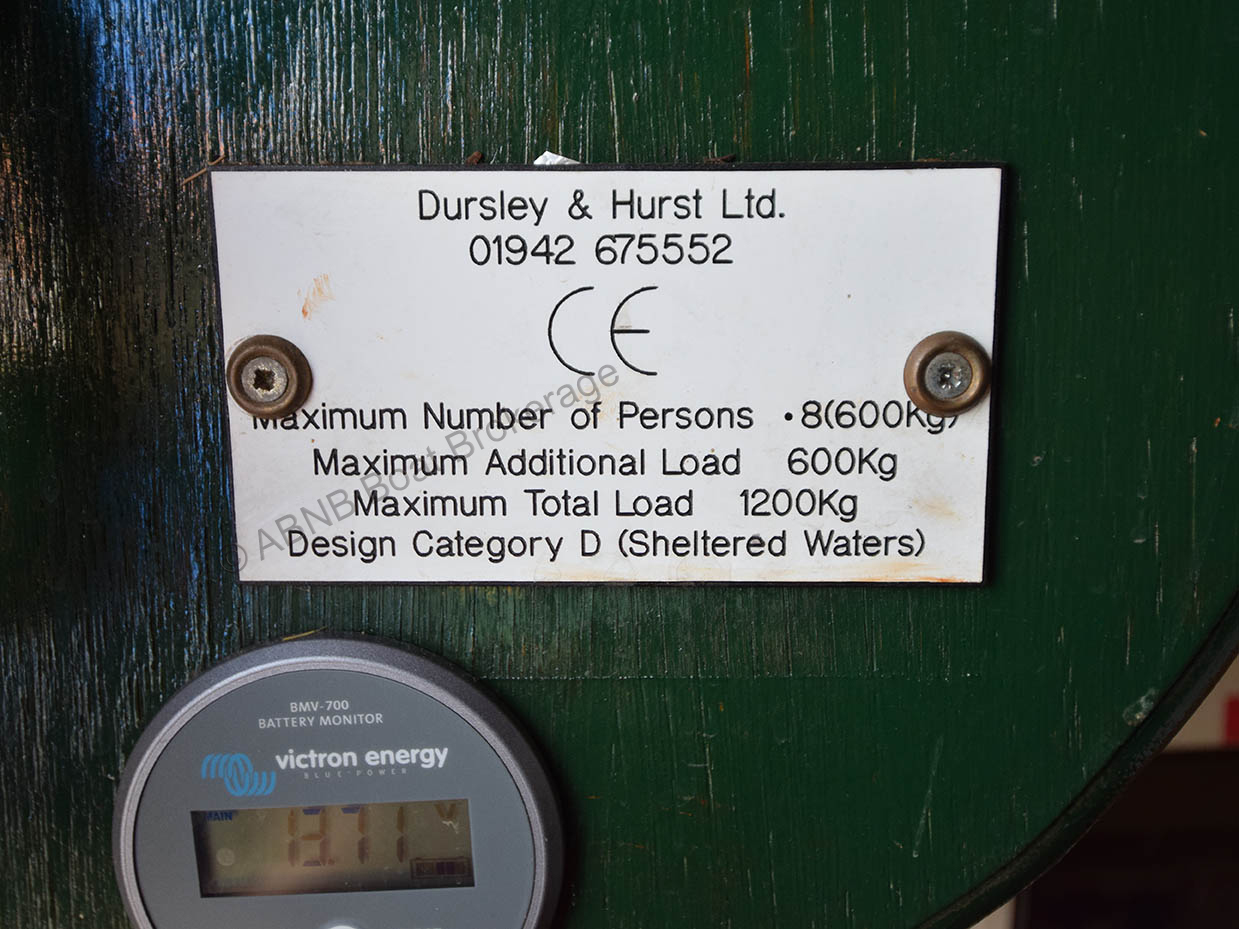 Dursley & Hurst Ltd.
01942 675552
CE
Maximum Number of Persons • 8(600Kg)
Maximum Additional Load 600Kg
Maximum Total Load 1200Kg
Design Category D (Sheltered Waters)
© ABNB Boat Brokerage
BMV-700
BATTERY MONITOR
victron energy
BLUE POWER
MAIN
13.71 V